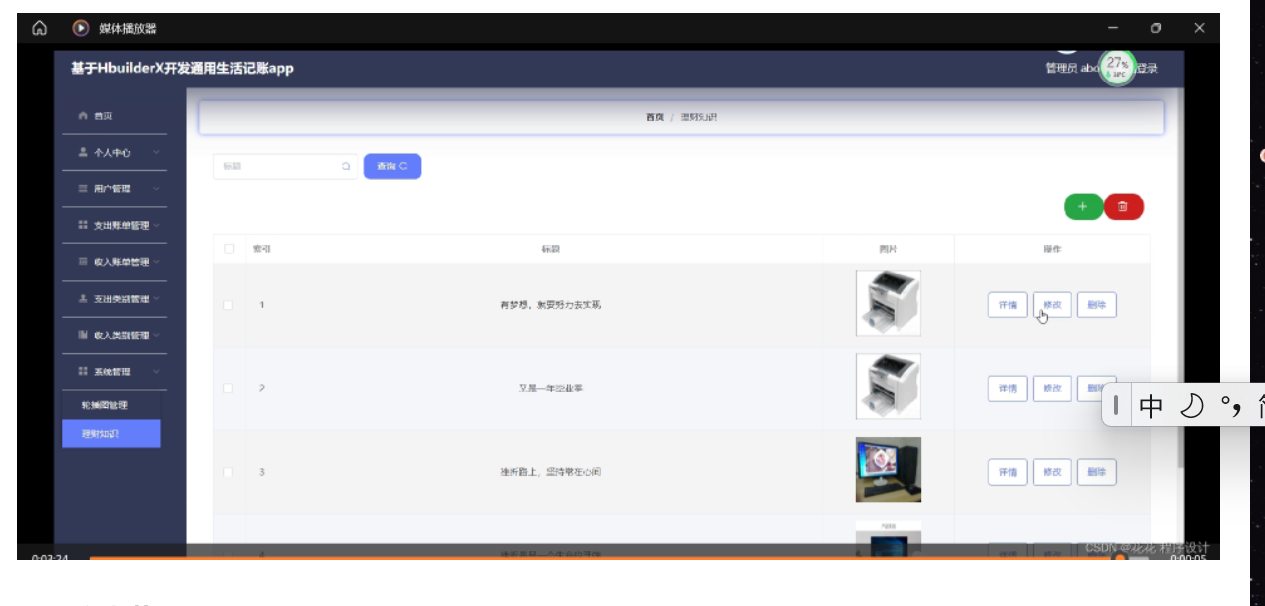 媒体播放器
基于HbuilderX开发通用生活记账app
管理员 abo
27%
登录
首页
个人中心
用户管理
支出账单管理
收入账单管理
支出类别管理
收入类别管理
系统管理
轮播图管理
理财知识
首页 / 理财知识
标题
查询
索引 标题 图片 操作
1 有梦想，就要努力去实现 详情 修改 删除
2 又是一年毕业季 详情 修改 删除
3 挫折路上，坚持常在心间 详情 修改 删除
4
CSDN @花花 程序设计
0:03:24
0:00:05
中